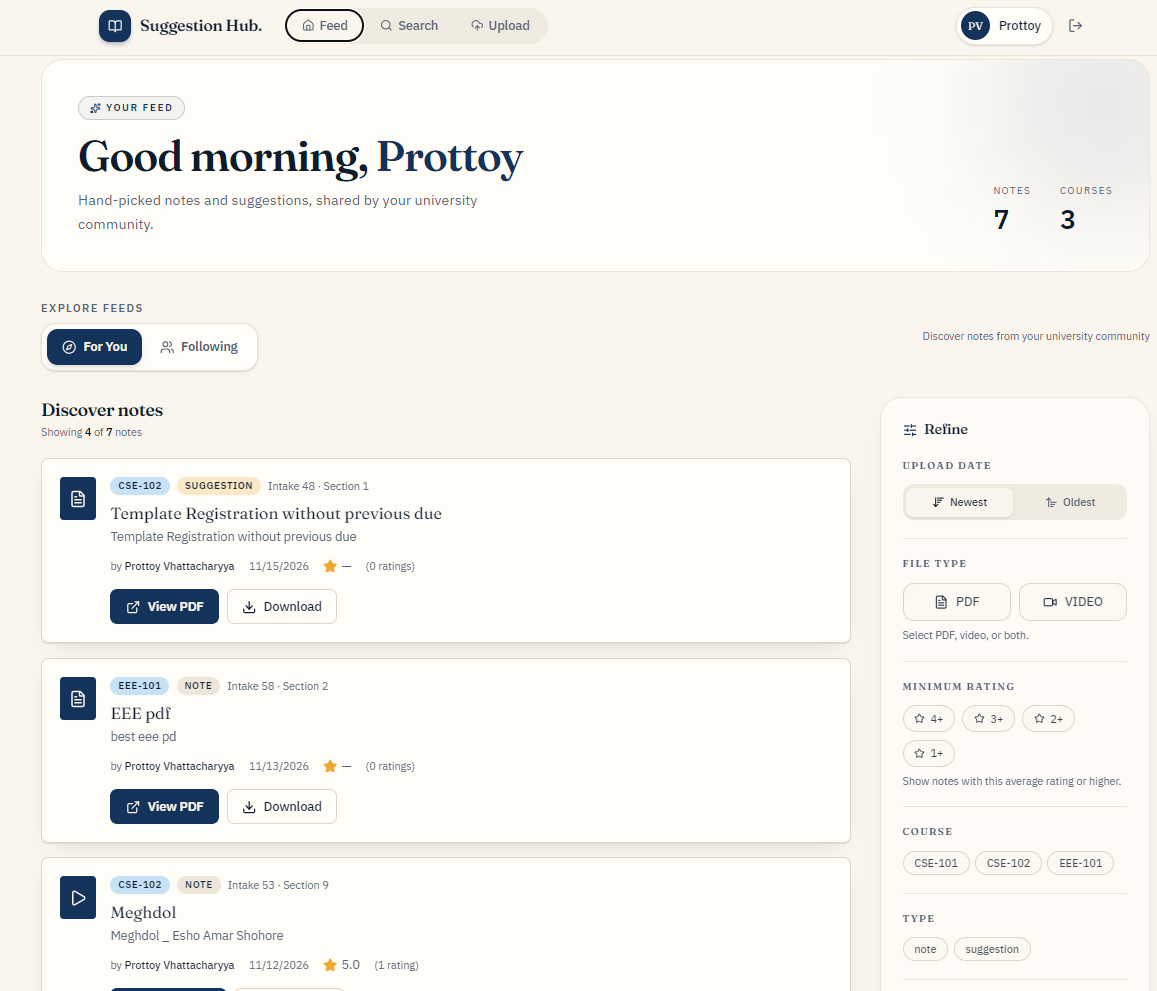 Suggestion Hub. Feed Search Upload PV Prottoy
YOUR FEED
Good morning, Prottoy
Hand-picked notes and suggestions, shared by your university
community.
NOTES COURSES
7 3
EXPLORE FEEDS
For You Following
Discover notes from your university community
Discover notes
Showing 4 of 7 notes
CSE-102 SUGGESTION Intake 48 · Section 1
Template Registration without previous due
Template Registration without previous due
by Prottoy Vhattacharyya 11/15/2026 — (0 ratings)
View PDF Download
EEE-101 NOTE Intake 58 · Section 2
EEE pdf
best eee pd
by Prottoy Vhattacharyya 11/13/2026 — (0 ratings)
View PDF Download
CSE-102 NOTE Intake 53 · Section 9
Meghdol
Meghdol _ Esho Amar Shohore
by Prottoy Vhattacharyya 11/12/2026 5.0 (1 rating)
Refine
UPLOAD DATE
Newest Oldest
FILE TYPE
PDF VIDEO
Select PDF, video, or both.
MINIMUM RATING
4+ 3+ 2+
1+
Show notes with this average rating or higher.
COURSE
CSE-101 CSE-102 EEE-101
TYPE
note suggestion